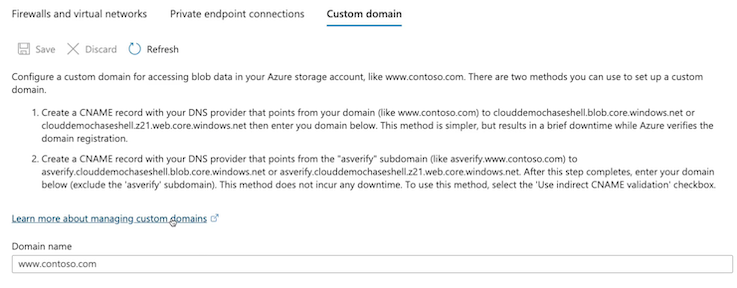 Firewalls and virtual networks Private endpoint connections Custom domain
Save Discard Refresh
Configure a custom domain for accessing blob data in your Azure storage account, like www.contoso.com. There are two methods you can use to set up a custom
domain.
1. Create a CNAME record with your DNS provider that points from your domain (like www.contoso.com) to clouddemochaseshell.blob.core.windows.net or
clouddemochaseshell.z21.web.core.windows.net then enter you domain below. This method is simpler, but results in a brief downtime while Azure verifies the
domain registration.
2. Create a CNAME record with your DNS provider that points from the "asverify" subdomain (like asverify.www.contoso.com) to
asverify.clouddemochaseshell.blob.core.windows.net or asverify.clouddemochaseshell.z21.web.core.windows.net. After this step completes, enter your domain
below (exclude the 'asverify' subdomain). This method does not incur any downtime. To use this method, select the 'Use indirect CNAME validation' checkbox.
Learn more about managing custom domains
Domain name
www.contoso.com